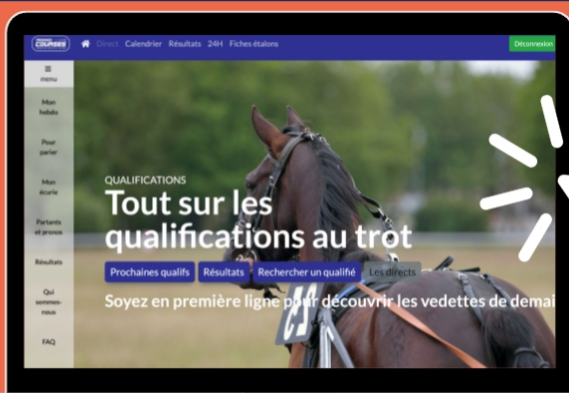 COURSES
Direct Calendrier Résultats 24H Fiches étalons
Déconnexion
menu
Mon
hebdo
Pour
parier
Mon
écurie
Partants
et pronos
Résultats
Qui
sommes-
nous
FAQ
QUALIFICATIONS
Tout sur les
qualifications au trot
Prochaines qualifs Résultats Rechercher un qualifié Les directs
Soyez en première ligne pour découvrir les vedettes de demai